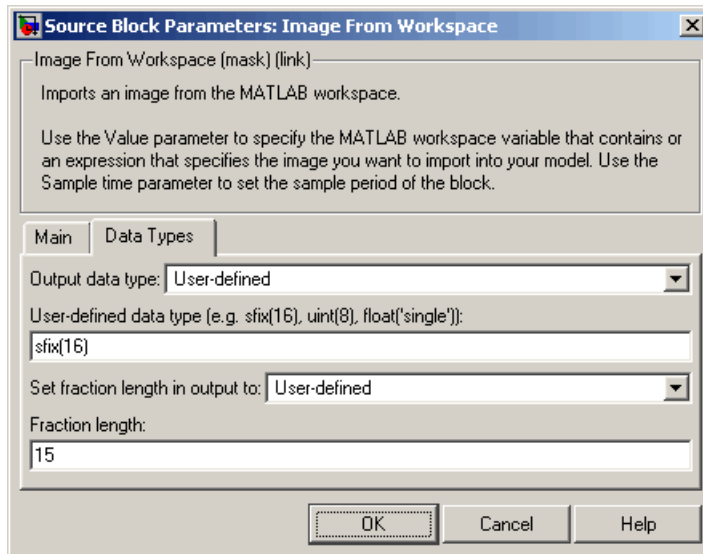 Source Block Parameters: Image From Workspace
Image From Workspace (mask) (link)
Imports an image from the MATLAB workspace.
Use the Value parameter to specify the MATLAB workspace variable that contains or
an expression that specifies the image you want to import into your model. Use the
Sample time parameter to set the sample period of the block.
Main Data Types
Output data type: User-defined
User-defined data type (e.g. sfix(16), uint(8), float('single')):
sfix(16)
Set fraction length in output to: User-defined
Fraction length:
15
OK Cancel Help